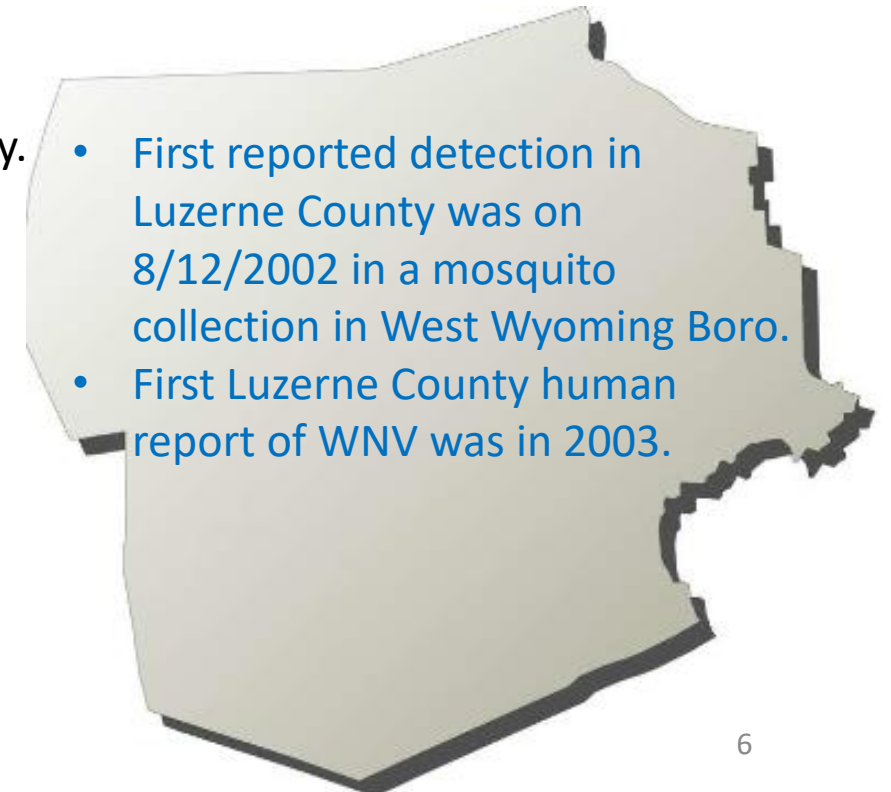 y.
• First reported detection in
Luzerne County was on
8/12/2002 in a mosquito
collection in West Wyoming Boro.
• First Luzerne County human
report of WNV was in 2003.
6